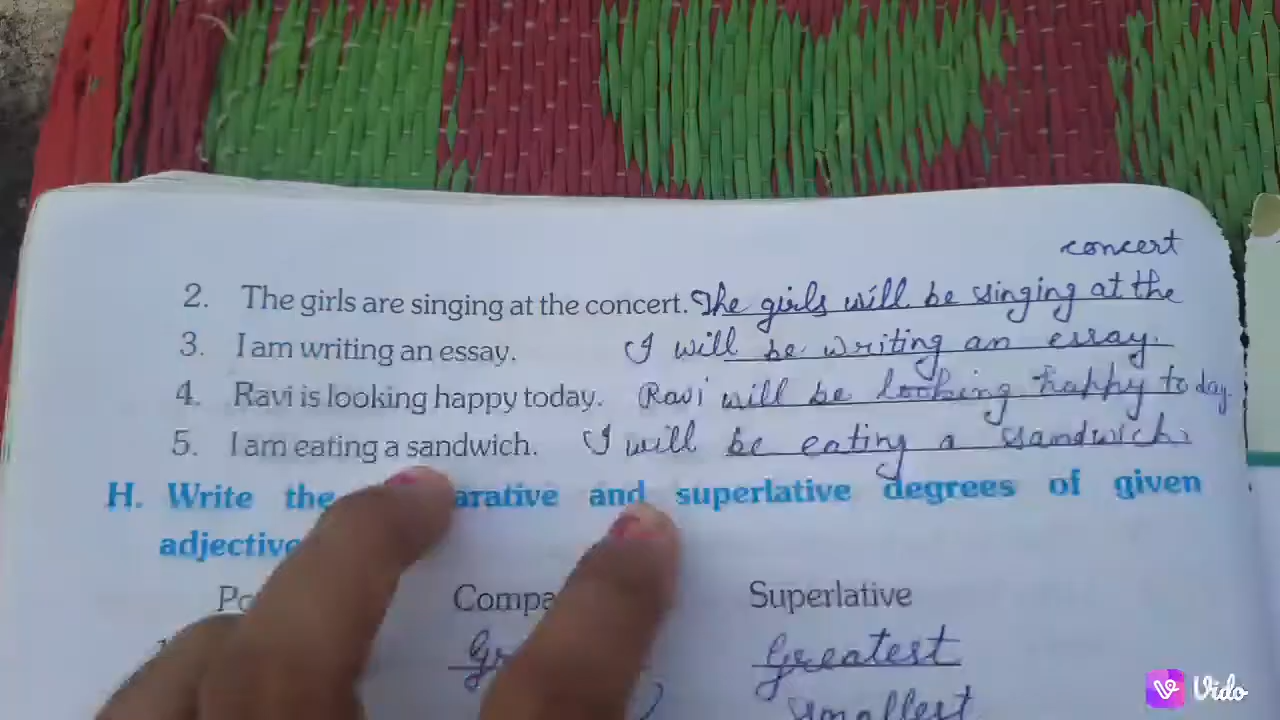 concert
2. The girls are singing at the concert. The girls will be singing at the
3. I am writing an essay. I will be writing an essay.
4. Ravi is looking happy today. Ravi will be looking happy today.
5. I am eating a sandwich. I will be eating a sandwich.
H. Write the and superlative degrees of given
Superlative
Greatest
Smallest
Vido